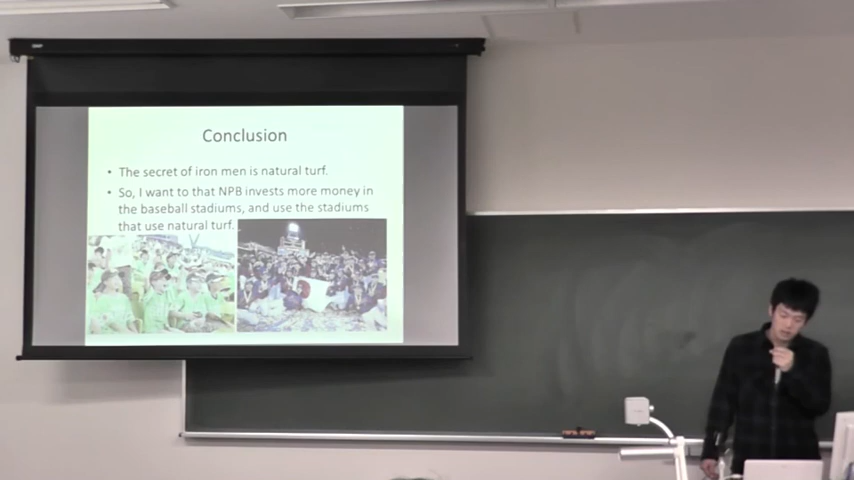 Conclusion
• The secret of iron men is natural turf.
• So, I want to that NPB invests more money in
the baseball stadiums, and use the stadiums
that use natural turf.